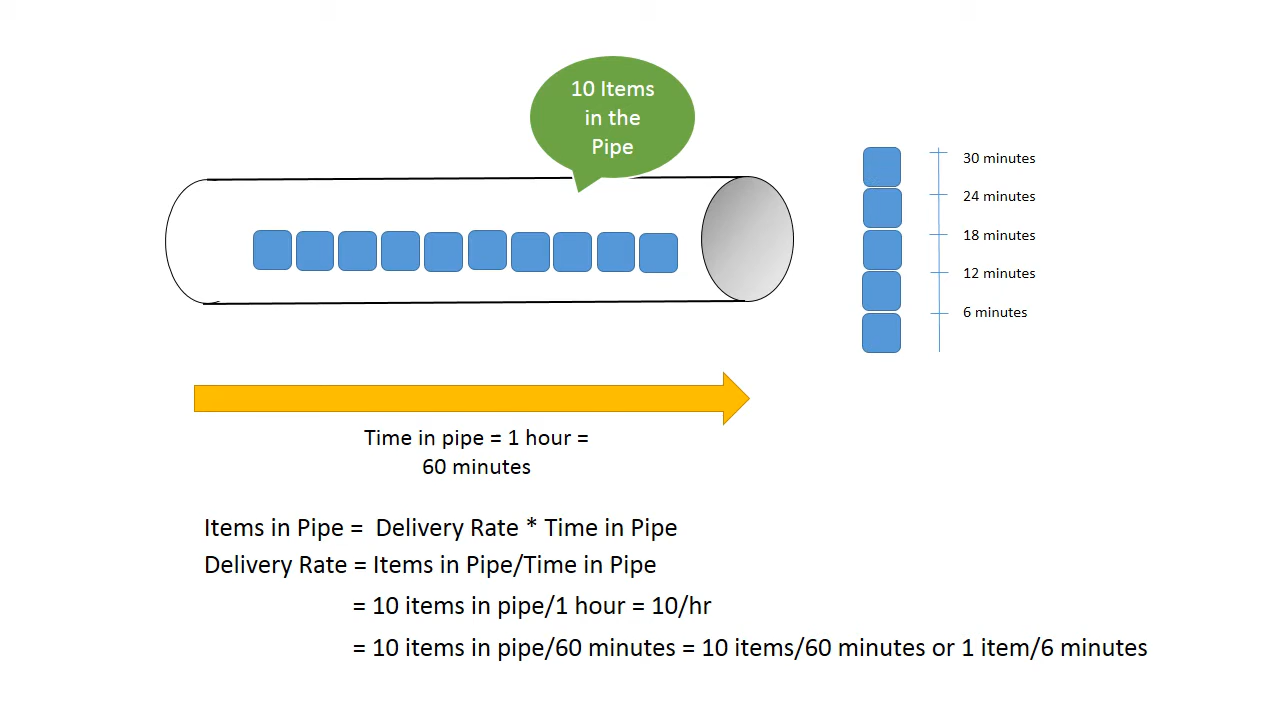 10 Items
in the
Pipe
30 minutes
24 minutes
18 minutes
12 minutes
6 minutes
Time in pipe = 1 hour =
60 minutes
Items in Pipe = Delivery Rate * Time in Pipe
Delivery Rate = Items in Pipe/Time in Pipe
= 10 items in pipe/1 hour = 10/hr
= 10 items in pipe/60 minutes = 10 items/60 minutes or 1 item/6 minutes